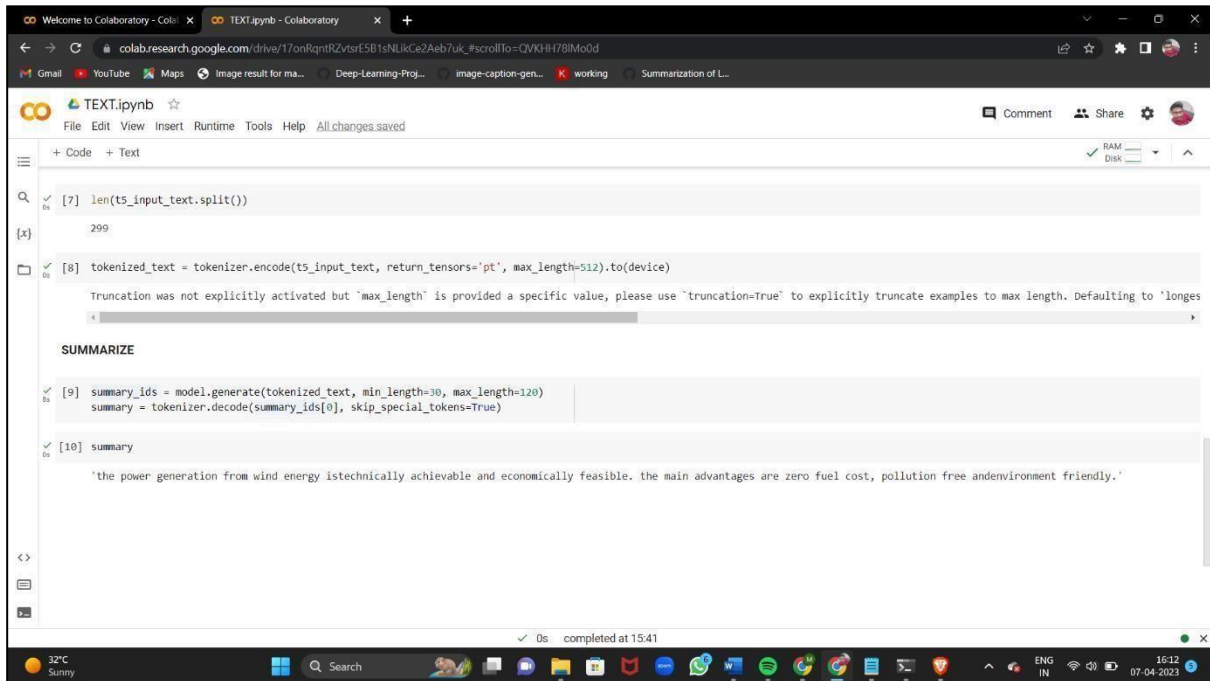 Welcome to Colaboratory - Colal
TEXT.ipynb - Colaboratory
colab.research.google.com/drive/17onRqntRZvtsrE5B1sNLikCe2Aeb7uk_#scrollTo=QVKHH78lMo0d
Gmail YouTube Maps Image result for ma... Deep-Learning-Proj... image-caption-gen... K working Summarization of L...
CO TEXT.ipynb
Comment Share
File Edit View Insert Runtime Tools Help All changes saved
+ Code + Text
RAM
Disk
[7] len(t5_input_text.split())
0s
299
{x}
[8] tokenized_text = tokenizer.encode(t5_input_text, return_tensors='pt', max_length=512).to(device)
0s
Truncation was not explicitly activated but `max_length` is provided a specific value, please use `truncation=True` to explicitly truncate examples to max length. Defaulting to 'longes
SUMMARIZE
[9] summary_ids = model.generate(tokenized_text, min_length=30, max_length=120)
summary = tokenizer.decode(summary_ids[0], skip_special_tokens=True)
[10] summary
0s
'the power generation from wind energy istechnically achievable and economically feasible. the main advantages are zero fuel cost, pollution free andenvironment friendly.'
0s completed at 15:41
32°C
Sunny
Search
ENG
IN
16:12
07-04-2023